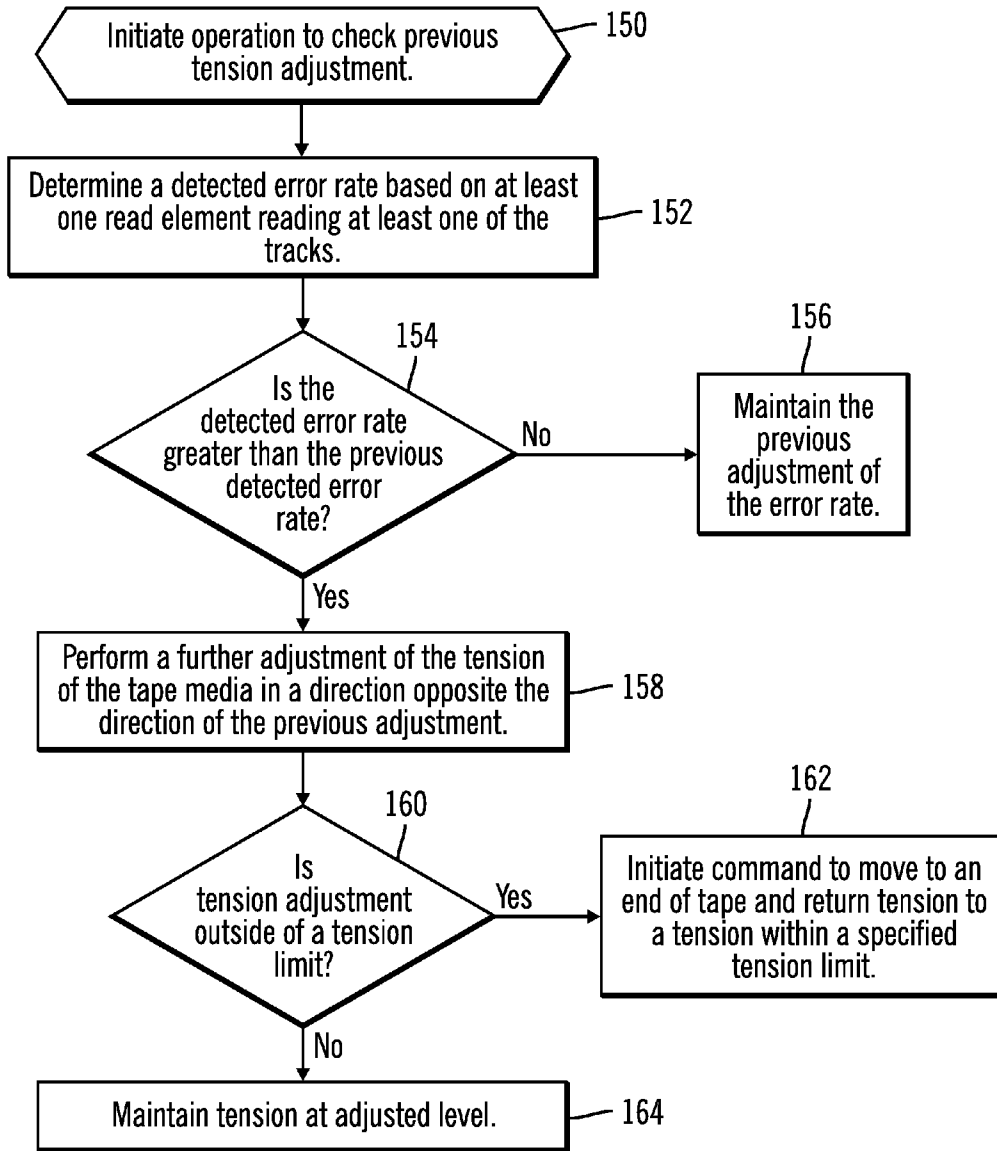 Initiate operation to check previous
tension adjustment.
150
Determine a detected error rate based on at least
one read element reading at least one of the
tracks.
152
154
Is the
detected error rate
greater than the previous
detected error
rate?
No
156
Maintain the
previous
adjustment of
the error rate.
Yes
Perform a further adjustment of the tension
of the tape media in a direction opposite the
direction of the previous adjustment.
158
160
Is
tension adjustment
outside of a tension
limit?
Yes
162
Initiate command to move to an
end of tape and return tension to
a tension within a specified
tension limit.
No
Maintain tension at adjusted level.
164